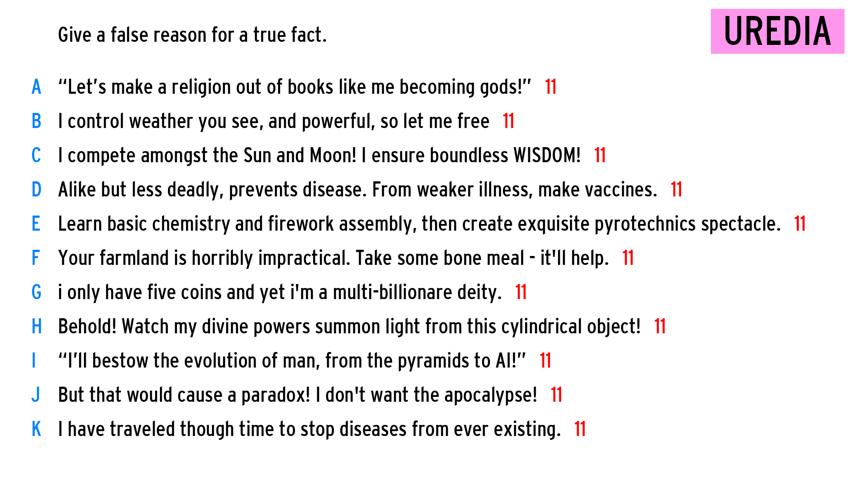 Give a false reason for a true fact.
UREDIA
A “Let’s make a religion out of books like me becoming gods!” 11
B I control weather you see, and powerful, so let me free 11
C I compete amongst the Sun and Moon! I ensure boundless WISDOM! 11
D Alike but less deadly, prevents disease. From weaker illness, make vaccines. 11
E Learn basic chemistry and firework assembly, then create exquisite pyrotechnics spectacle. 11
F Your farmland is horribly impractical. Take some bone meal - it'll help. 11
G i only have five coins and yet i'm a multi-billionare deity. 11
H Behold! Watch my divine powers summon light from this cylindrical object! 11
I “I’ll bestow the evolution of man, from the pyramids to AI!” 11
J But that would cause a paradox! I don't want the apocalypse! 11
K I have traveled though time to stop diseases from ever existing. 11